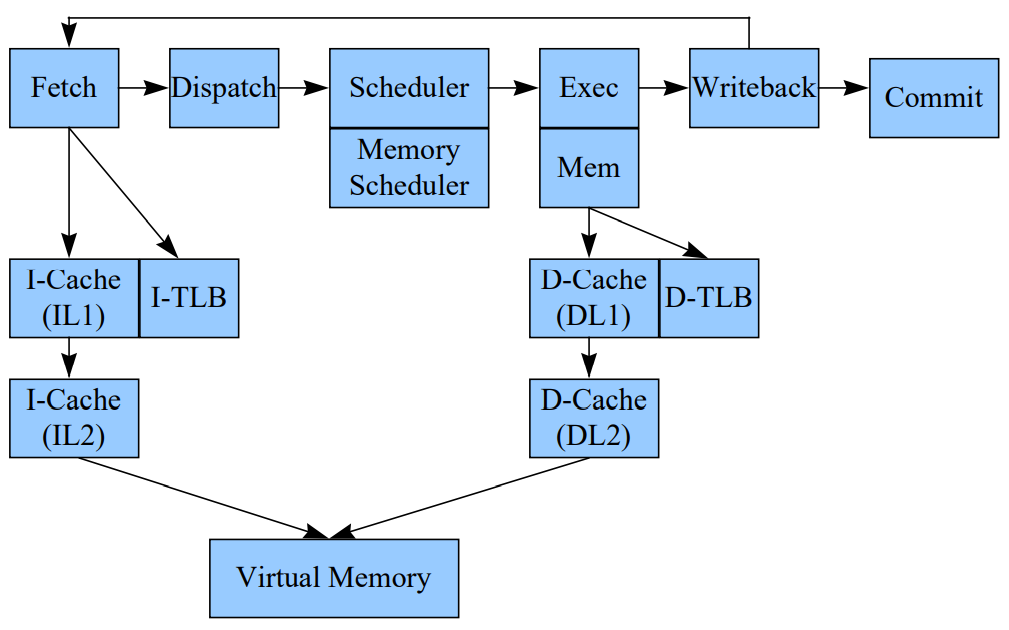 Fetch
Dispatch
Scheduler
Exec
Writeback
Commit
Memory
Scheduler
Mem
I-Cache
(IL1)
I-TLB
D-Cache
(DL1)
D-TLB
I-Cache
(IL2)
D-Cache
(DL2)
Virtual Memory